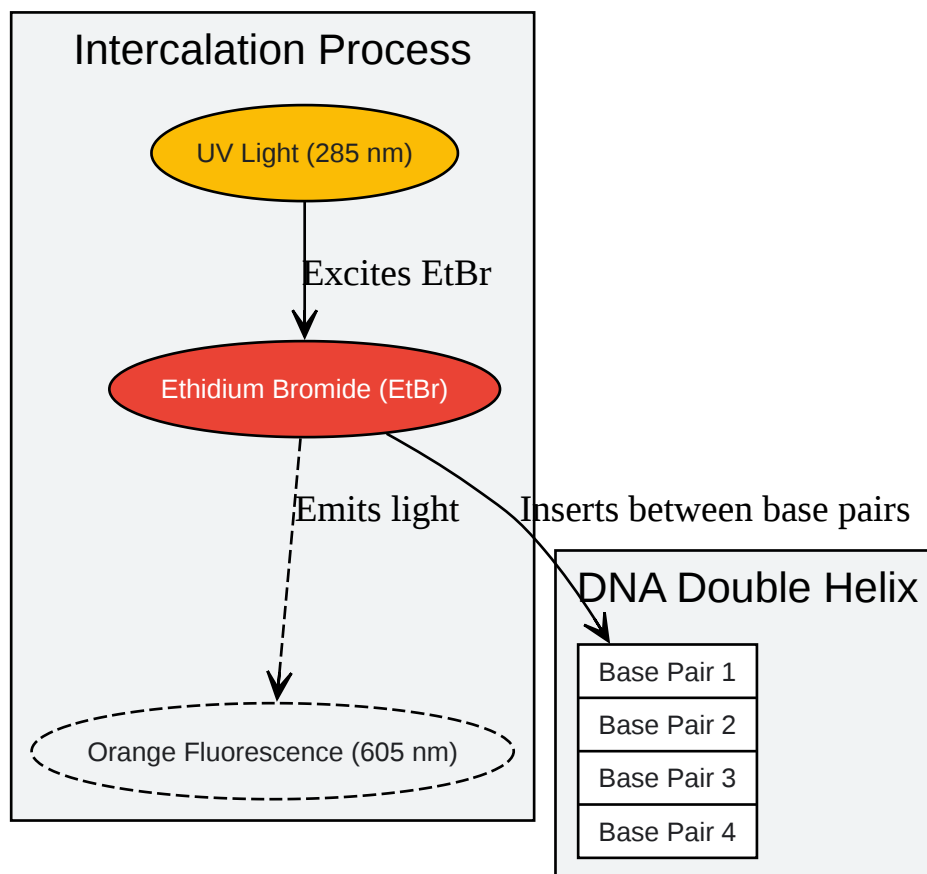 Intercalation Process
UV Light (285 nm)
Excites EtBr
Ethidium Bromide (EtBr)
Emits light
Inserts between base pairs
Orange Fluorescence (605 nm)
DNA Double Helix
Base Pair 1
Base Pair 2
Base Pair 3
Base Pair 4